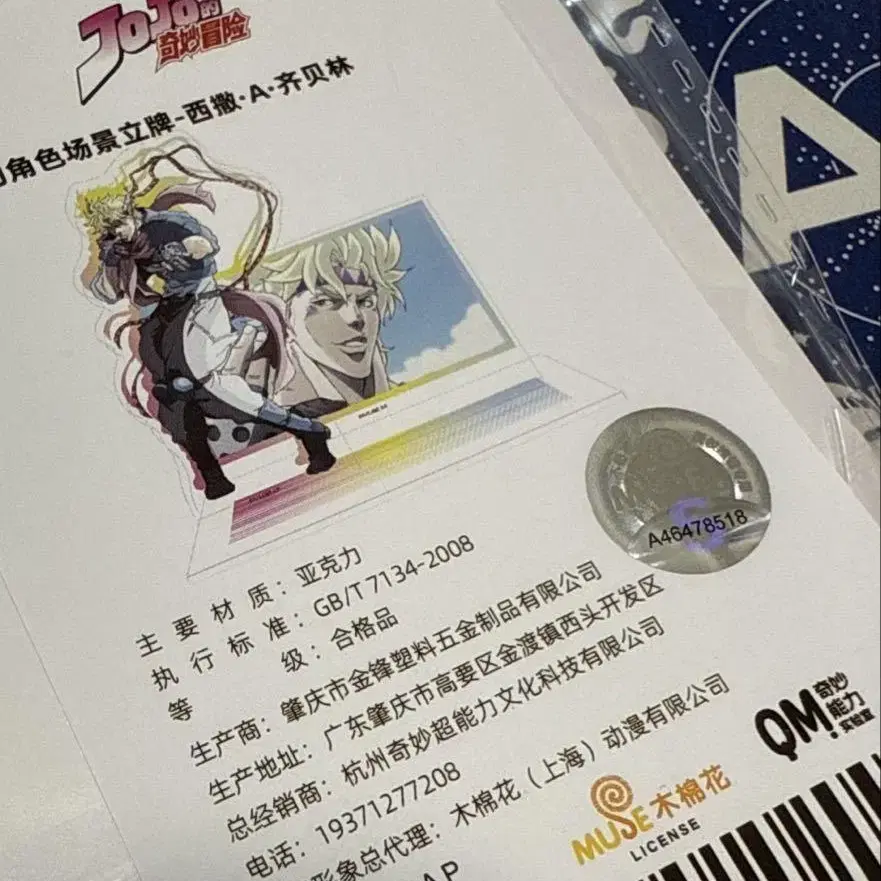 JoJo的
奇妙冒险
角色场景立牌-西撒·A·齐贝林
A46478518
主要材质：亚克力
执行标准：GB/T 7134-2008
等级：合格品
生产商：肇庆市金锋塑料五金制品有限公司
生产地址：广东肇庆市高要区金渡镇西头开发区
总经销商：杭州奇妙超能力文化科技有限公司
电话：19371277208
形象总代理：木棉花（上海）动漫有限公司
AP
QM奇妙
能力
实验室
MUSE木棉花
LICENSE
A